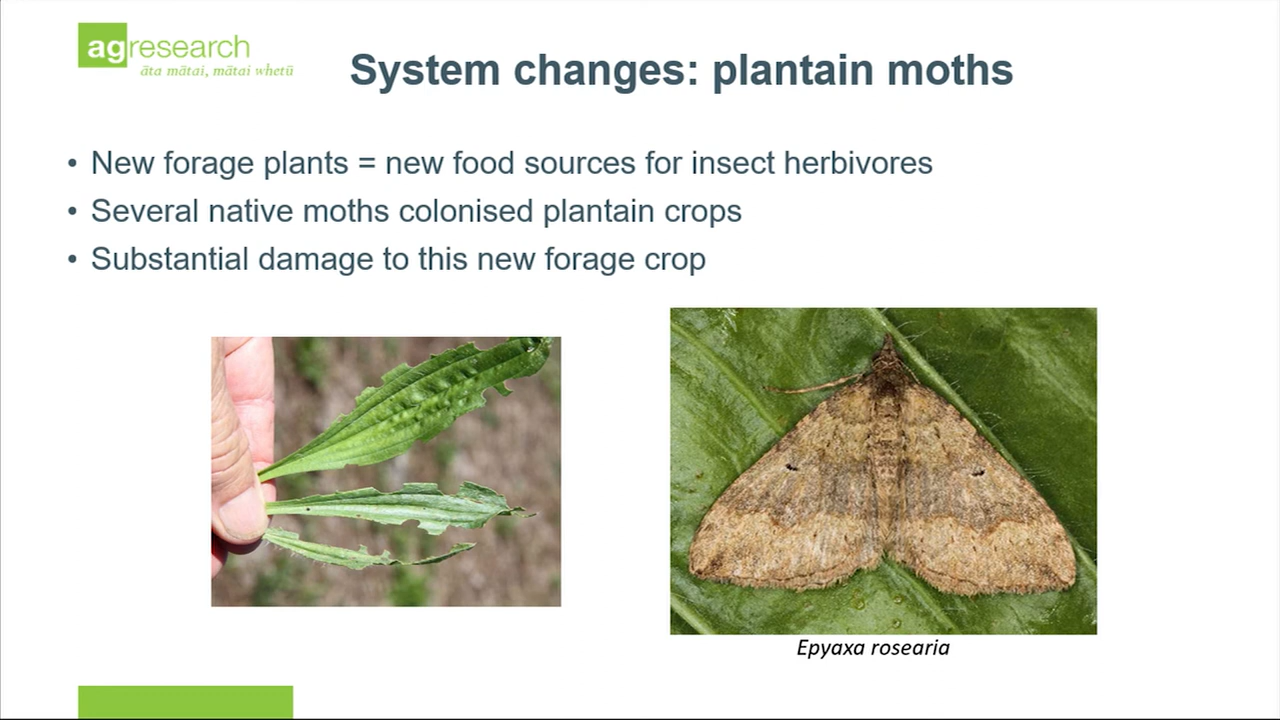 agresearch
āta mātai, mātai whetū
System changes: plantain moths
• New forage plants = new food sources for insect herbivores
• Several native moths colonised plantain crops
• Substantial damage to this new forage crop
Epyaxa rosearia